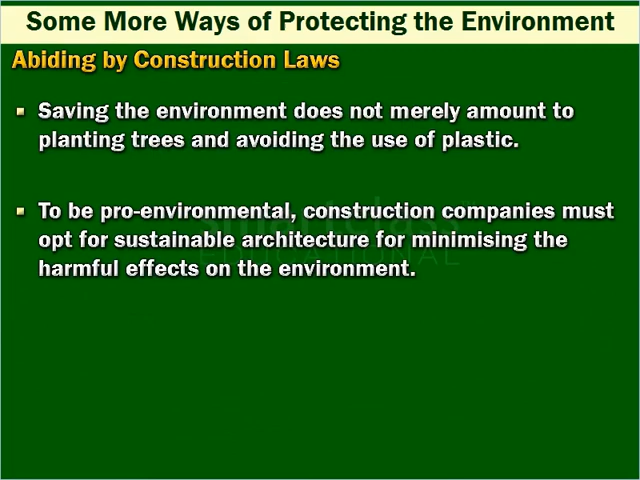 Some More Ways of Protecting the Environment
Abiding by Construction Laws
Saving the environment does not merely amount to
planting trees and avoiding the use of plastic.
To be pro-environmental, construction companies must
opt for sustainable architecture for minimising the
harmful effects on the environment.
smartclass
EDUCATIONAL